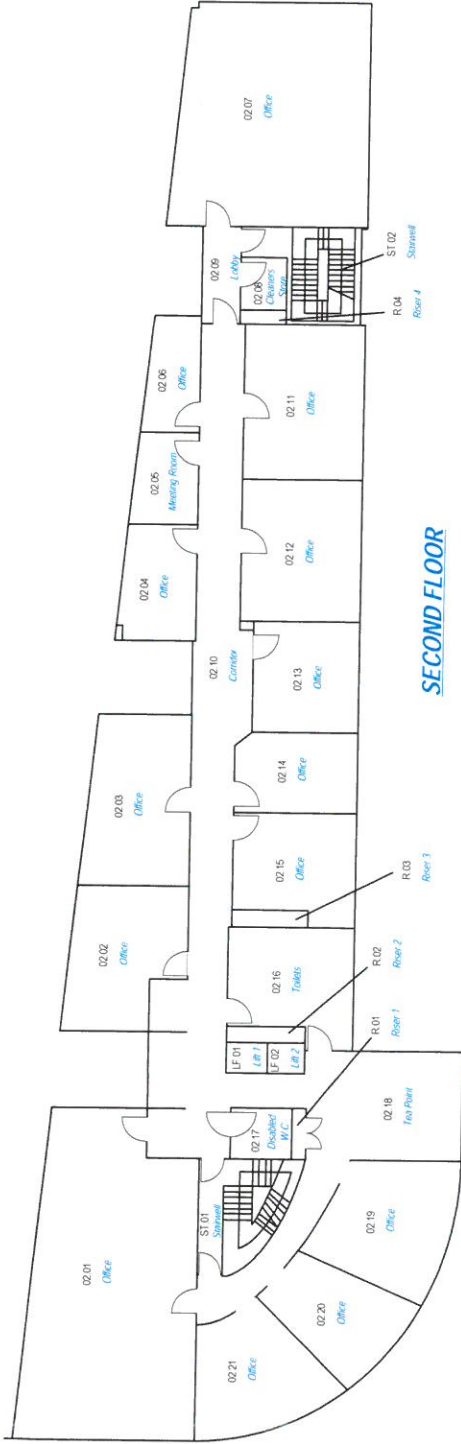 02.07
Office
02.09
Lobby
02.08
Cleaners
Store
ST 02
Stairwell
R.04
Riser 4
02.06
Office
02.05
Meeting Room
02.04
Office
02.11
Office
02.12
Office
02.10
Corridor
02.13
Office
SECOND FLOOR
02.03
Office
02.14
Office
02.15
Office
R.03
Riser 3
02.02
Office
02.16
Toilets
R.02
Riser 2
LF 01
Lift 1
LF 02
Lift 2
R.01
Riser 1
02.17
Disabled
W.C.
02.18
Tea Point
ST 01
Stairwell
02.01
Office
02.19
Office
02.20
Office
02.21
Office